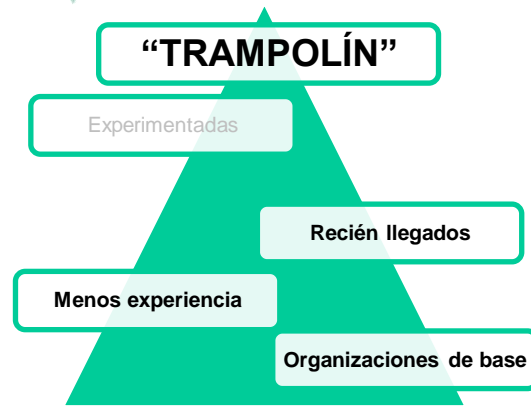 “TRAMPOLÍN”
Experimentadas
Recién llegados
Menos experiencia
Organizaciones de base